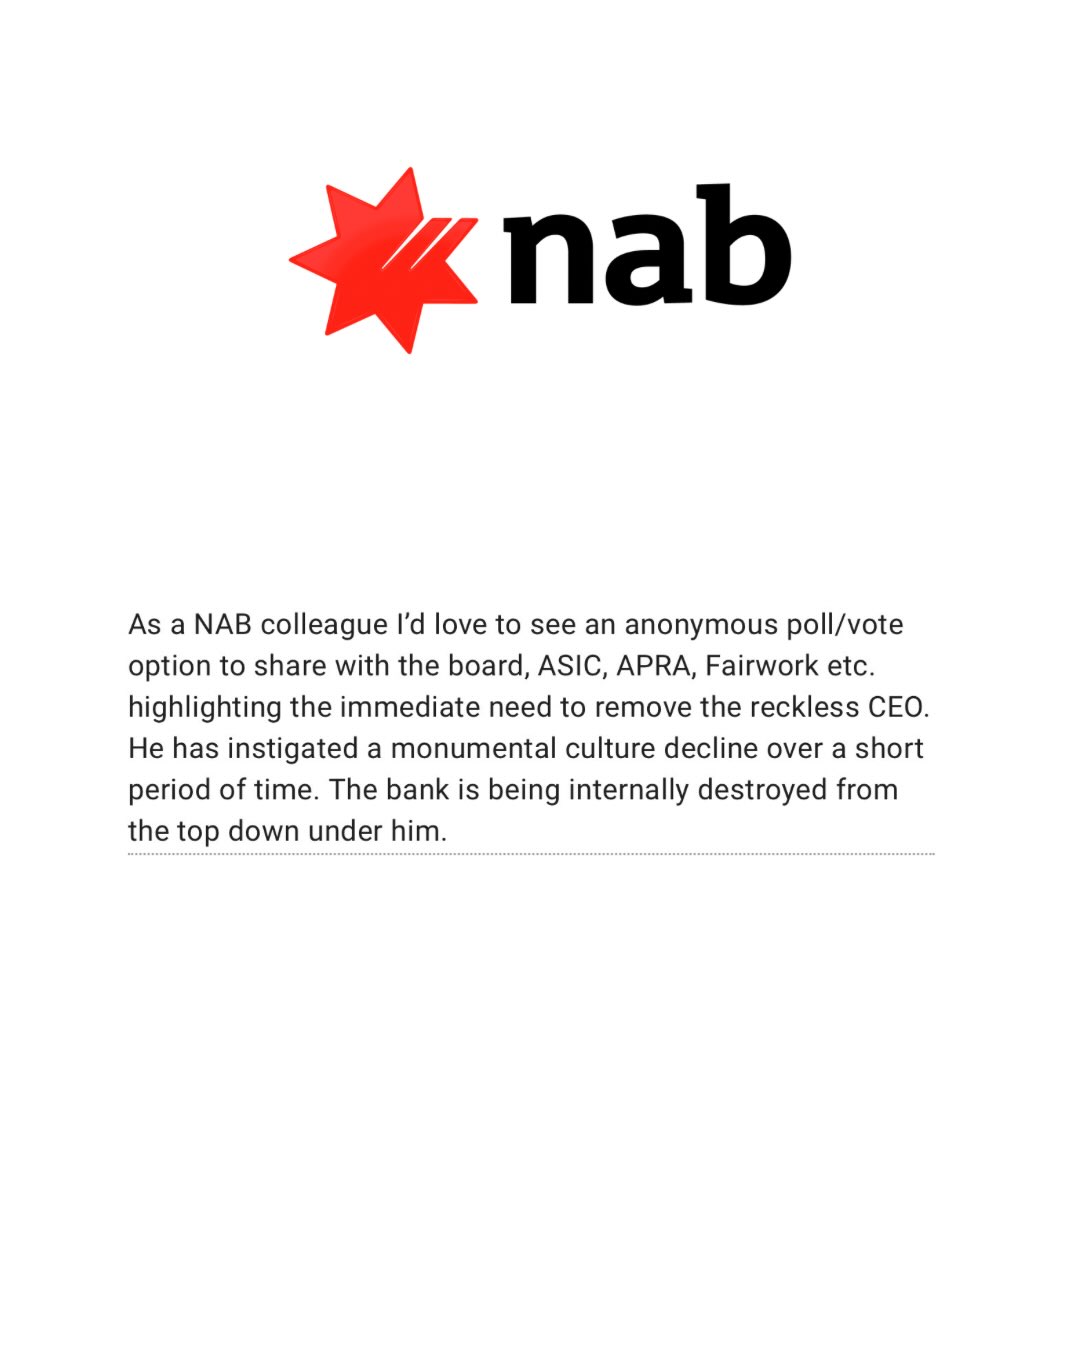 nab
As a NAB colleague I’d love to see an anonymous poll/vote
option to share with the board, ASIC, APRA, Fairwork etc.
highlighting the immediate need to remove the reckless CEO.
He has instigated a monumental culture decline over a short
period of time. The bank is being internally destroyed from
the top down under him.